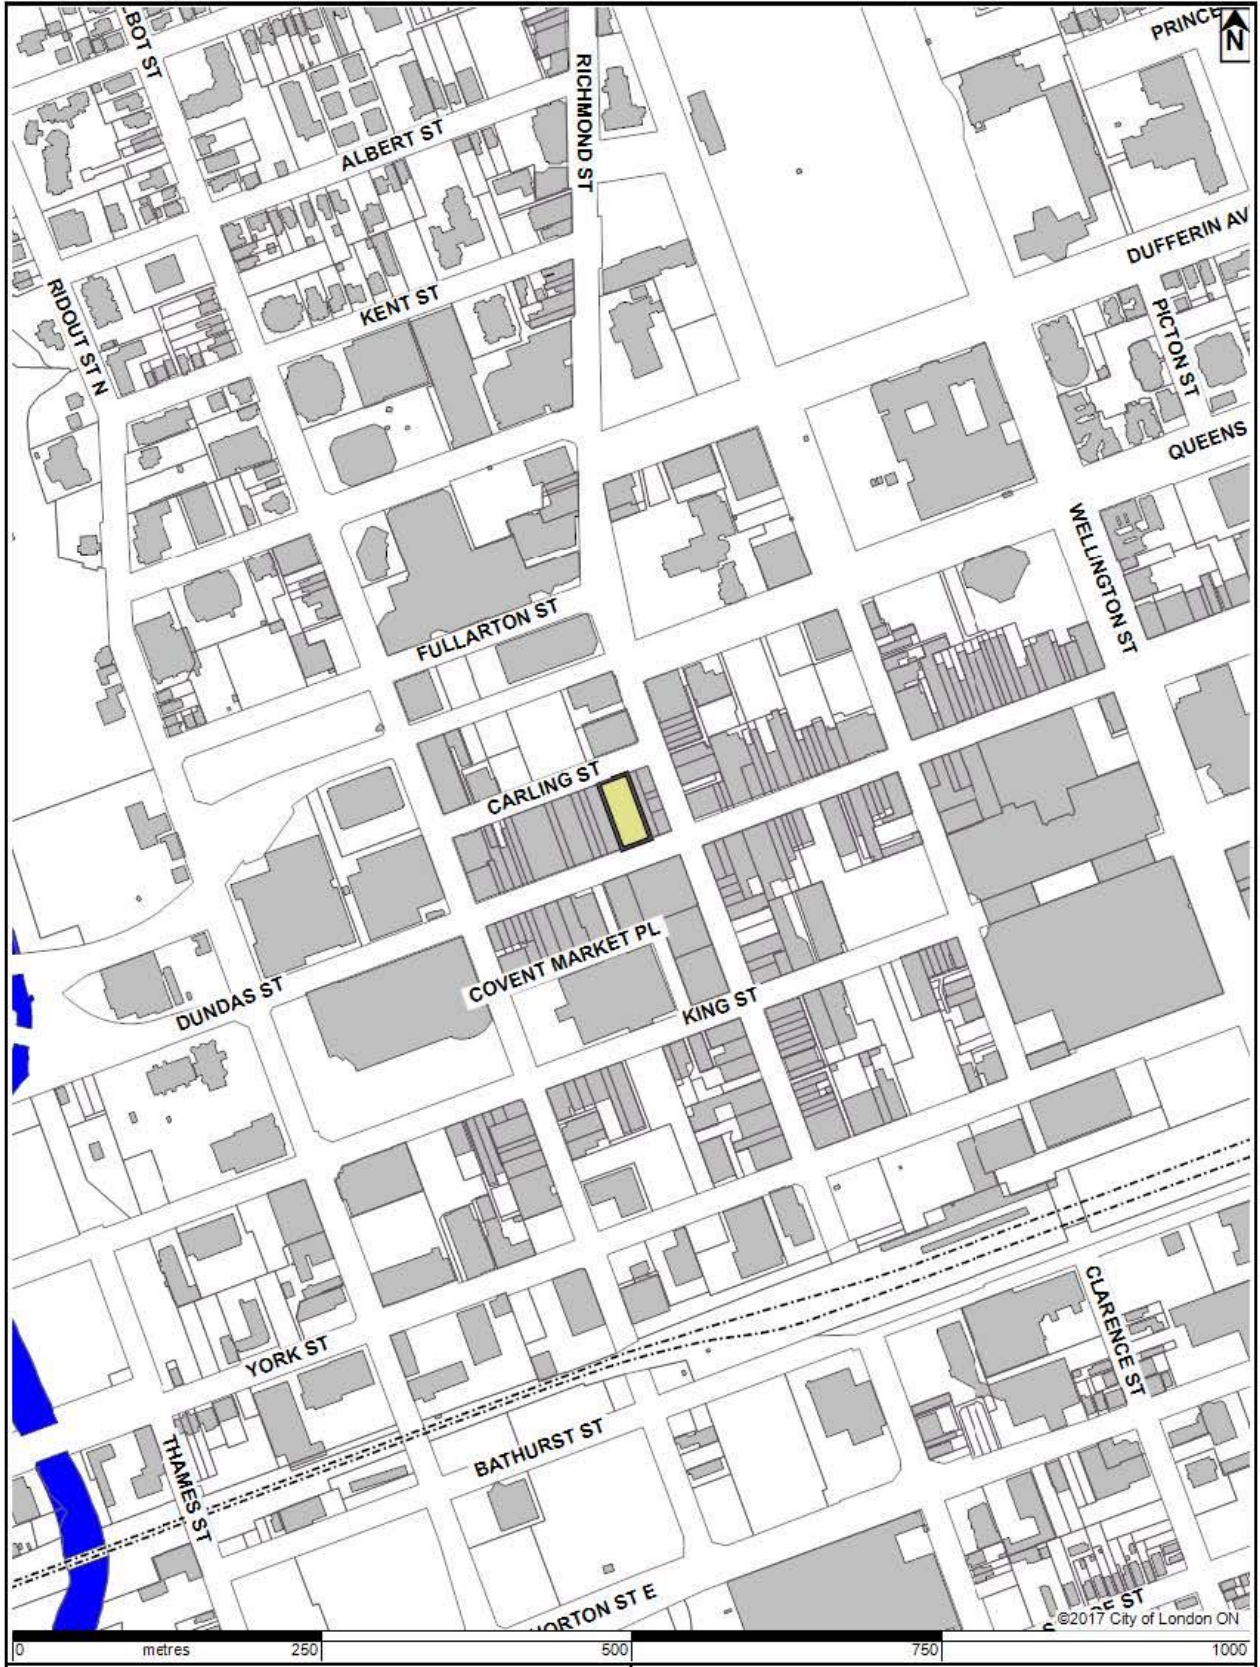 PRINCE
N
BOT ST
RICHMOND ST
ALBERT ST
DUFFERIN AV
RIDOUT ST N
KENT ST
PICTON ST
QUEENS
WELLINGTON ST
FULLARTON ST
CARLING ST
COVENT MARKET PL
DUNDAS ST
KING ST
CLARENCE ST
YORK ST
BATHURST ST
THAMES ST
HORTON ST E
ST
©2017 City of London ON
0 metres 250 500 750 1000